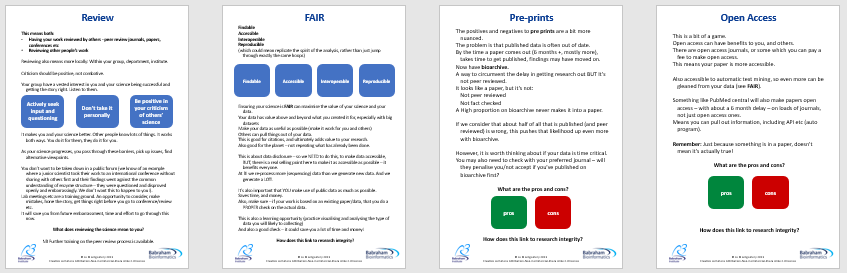 Review
This means both:
• Having your work reviewed by others - peer review journals, papers,
conferences etc
• Reviewing other people's work
Reviewing also means more locally: Within your group, department, institute.
Criticism should be positive, not combative.
Your group have a vested interest in you and your science being successful and
getting the story right. Listen to them.
Actively seek
input and
questioning
Don't take it
personally
Be positive in
your criticism
of others'
science
It makes you and your science better. Other people know lots of things. It works
both ways. You do it for them, they do it for you.
As your science progresses, you pass through these barriers, pick up issues, find
alternative viewpoints.
You don't want to be torn down in a public forum (we know of an example
where a junior scientist took their work to an international conference without
sharing with others first and their findings went against the common
understanding of enzyme structure – they were questioned and disproved
openly and embarrassingly. We don't want this to happen to you!).
Lab meetings etc are a training ground. An opportunity to consider, make
mistakes, hone the story, get things right before you go to conference/review
etc.
It will save you from future embarrassment, time and effort to go through this
now.
What does reviewing the science mean to you?
NB Further training on the peer review process is available.
Babraham
Bioinformatics
FAIR
Findable
Accessible
Interoperable
Reproducible
(which could mean replicate the spirit of the analysis, rather than just jump
through exactly the same loops)
Findable
Accessible
Interoperable
Reproducible
Ensuring your science is FAIR can maximise the value of your science and your
data.
Your data has value above and beyond what you created it for, especially with big
datasets
Make your data as useful as possible (make it work for you and others)
Others can pull things out of your data.
This is good for citations, and ultimately adds value to your research.
Also good for the planet - not repeating what has already been done.
This is about data disclosure – so we NEED to do this, to make data accessible,
BUT, there is a real selling point here to make it as accessible as possible – it
benefits everyone.
At BI we re-process more (sequencing) data than we generate new data. And we
generate a LOT!
It's also important that YOU make use of public data as much as possible.
Saves time, and money.
Also, make sure - if your work is based on an existing paper/data, that you do a
PROPER check on the actual data.
This is also a learning opportunity (practice visualising and analysing the type of
data you will likely to collecting)
And also a good check – it could save you a lot of time and money!
How does this link to research integrity?
Babraham
Bioinformatics
Pre-prints
The positives and negatives to pre prints are a bit more
nuanced.
The problem is that published data is often out of date.
By the time a paper comes out (6 months +, mostly more),
takes time to get published, findings may have moved on.
Now have bioarchive.
A way to circumvent the delay in getting research out BUT it's
not peer reviewed.
It looks like a paper, but it's not:
Not peer reviewed
Not fact checked
A High proportion on bioarchive never makes it into a paper.
If we consider that about half of all that is published (and peer
reviewed) is wrong, this pushes that likelihood up even more
with biorchive.
However, it is worth thinking about if your data is time critical.
You may also need to check with your preferred journal – will
they penalise you/not accept if you've published on
bioarchive first?
What are the pros and cons?
pros
cons
How does this link to research integrity?
Babraham
Bioinformatics
Open Access
This is a bit of a game.
Open access can have benefits to you, and others.
There are open access journals, or some which you can pay a
fee to make open access.
This means your paper is more accessible.
Also accessible to automatic text mining, so even more can be
gleaned from your data (see FAIR).
Something like PubMed central will also make papers open
access – with about a 6 month delay – on loads of journals,
not just open access ones.
Means you can pull out information, including API etc (auto
program).
Remember: Just because something is in a paper, doesn't
mean it's actually true!
What are the pros and cons?
pros
cons
How does this link to research integrity?
Babraham
Bioinformatics